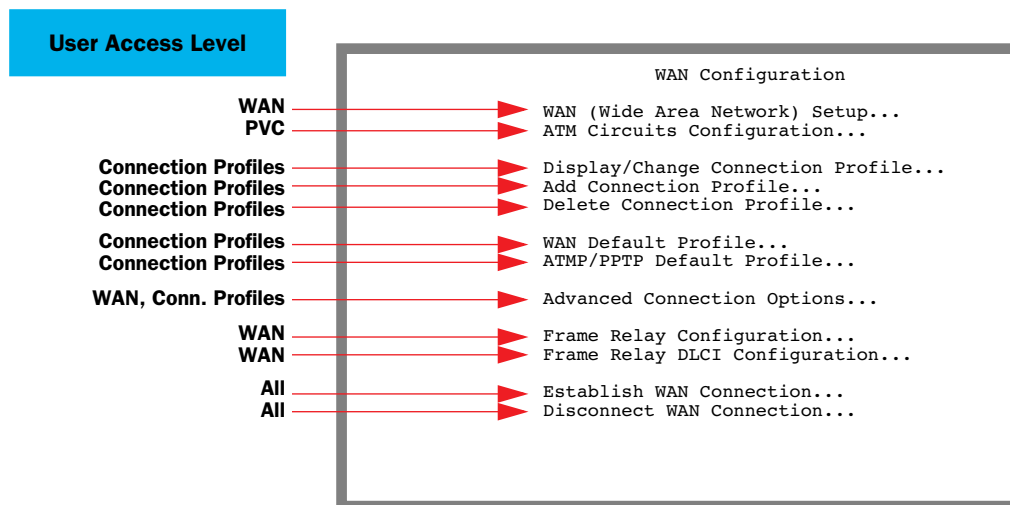 User Access Level
WAN Configuration
WAN WAN (Wide Area Network) Setup...
PVC ATM Circuits Configuration...
Connection Profiles Display/Change Connection Profile...
Connection Profiles Add Connection Profile...
Connection Profiles Delete Connection Profile...
Connection Profiles WAN Default Profile...
Connection Profiles ATMP/PPTP Default Profile...
WAN, Conn. Profiles Advanced Connection Options...
WAN Frame Relay Configuration...
WAN Frame Relay DLCI Configuration...
All Establish WAN Connection...
All Disconnect WAN Connection...